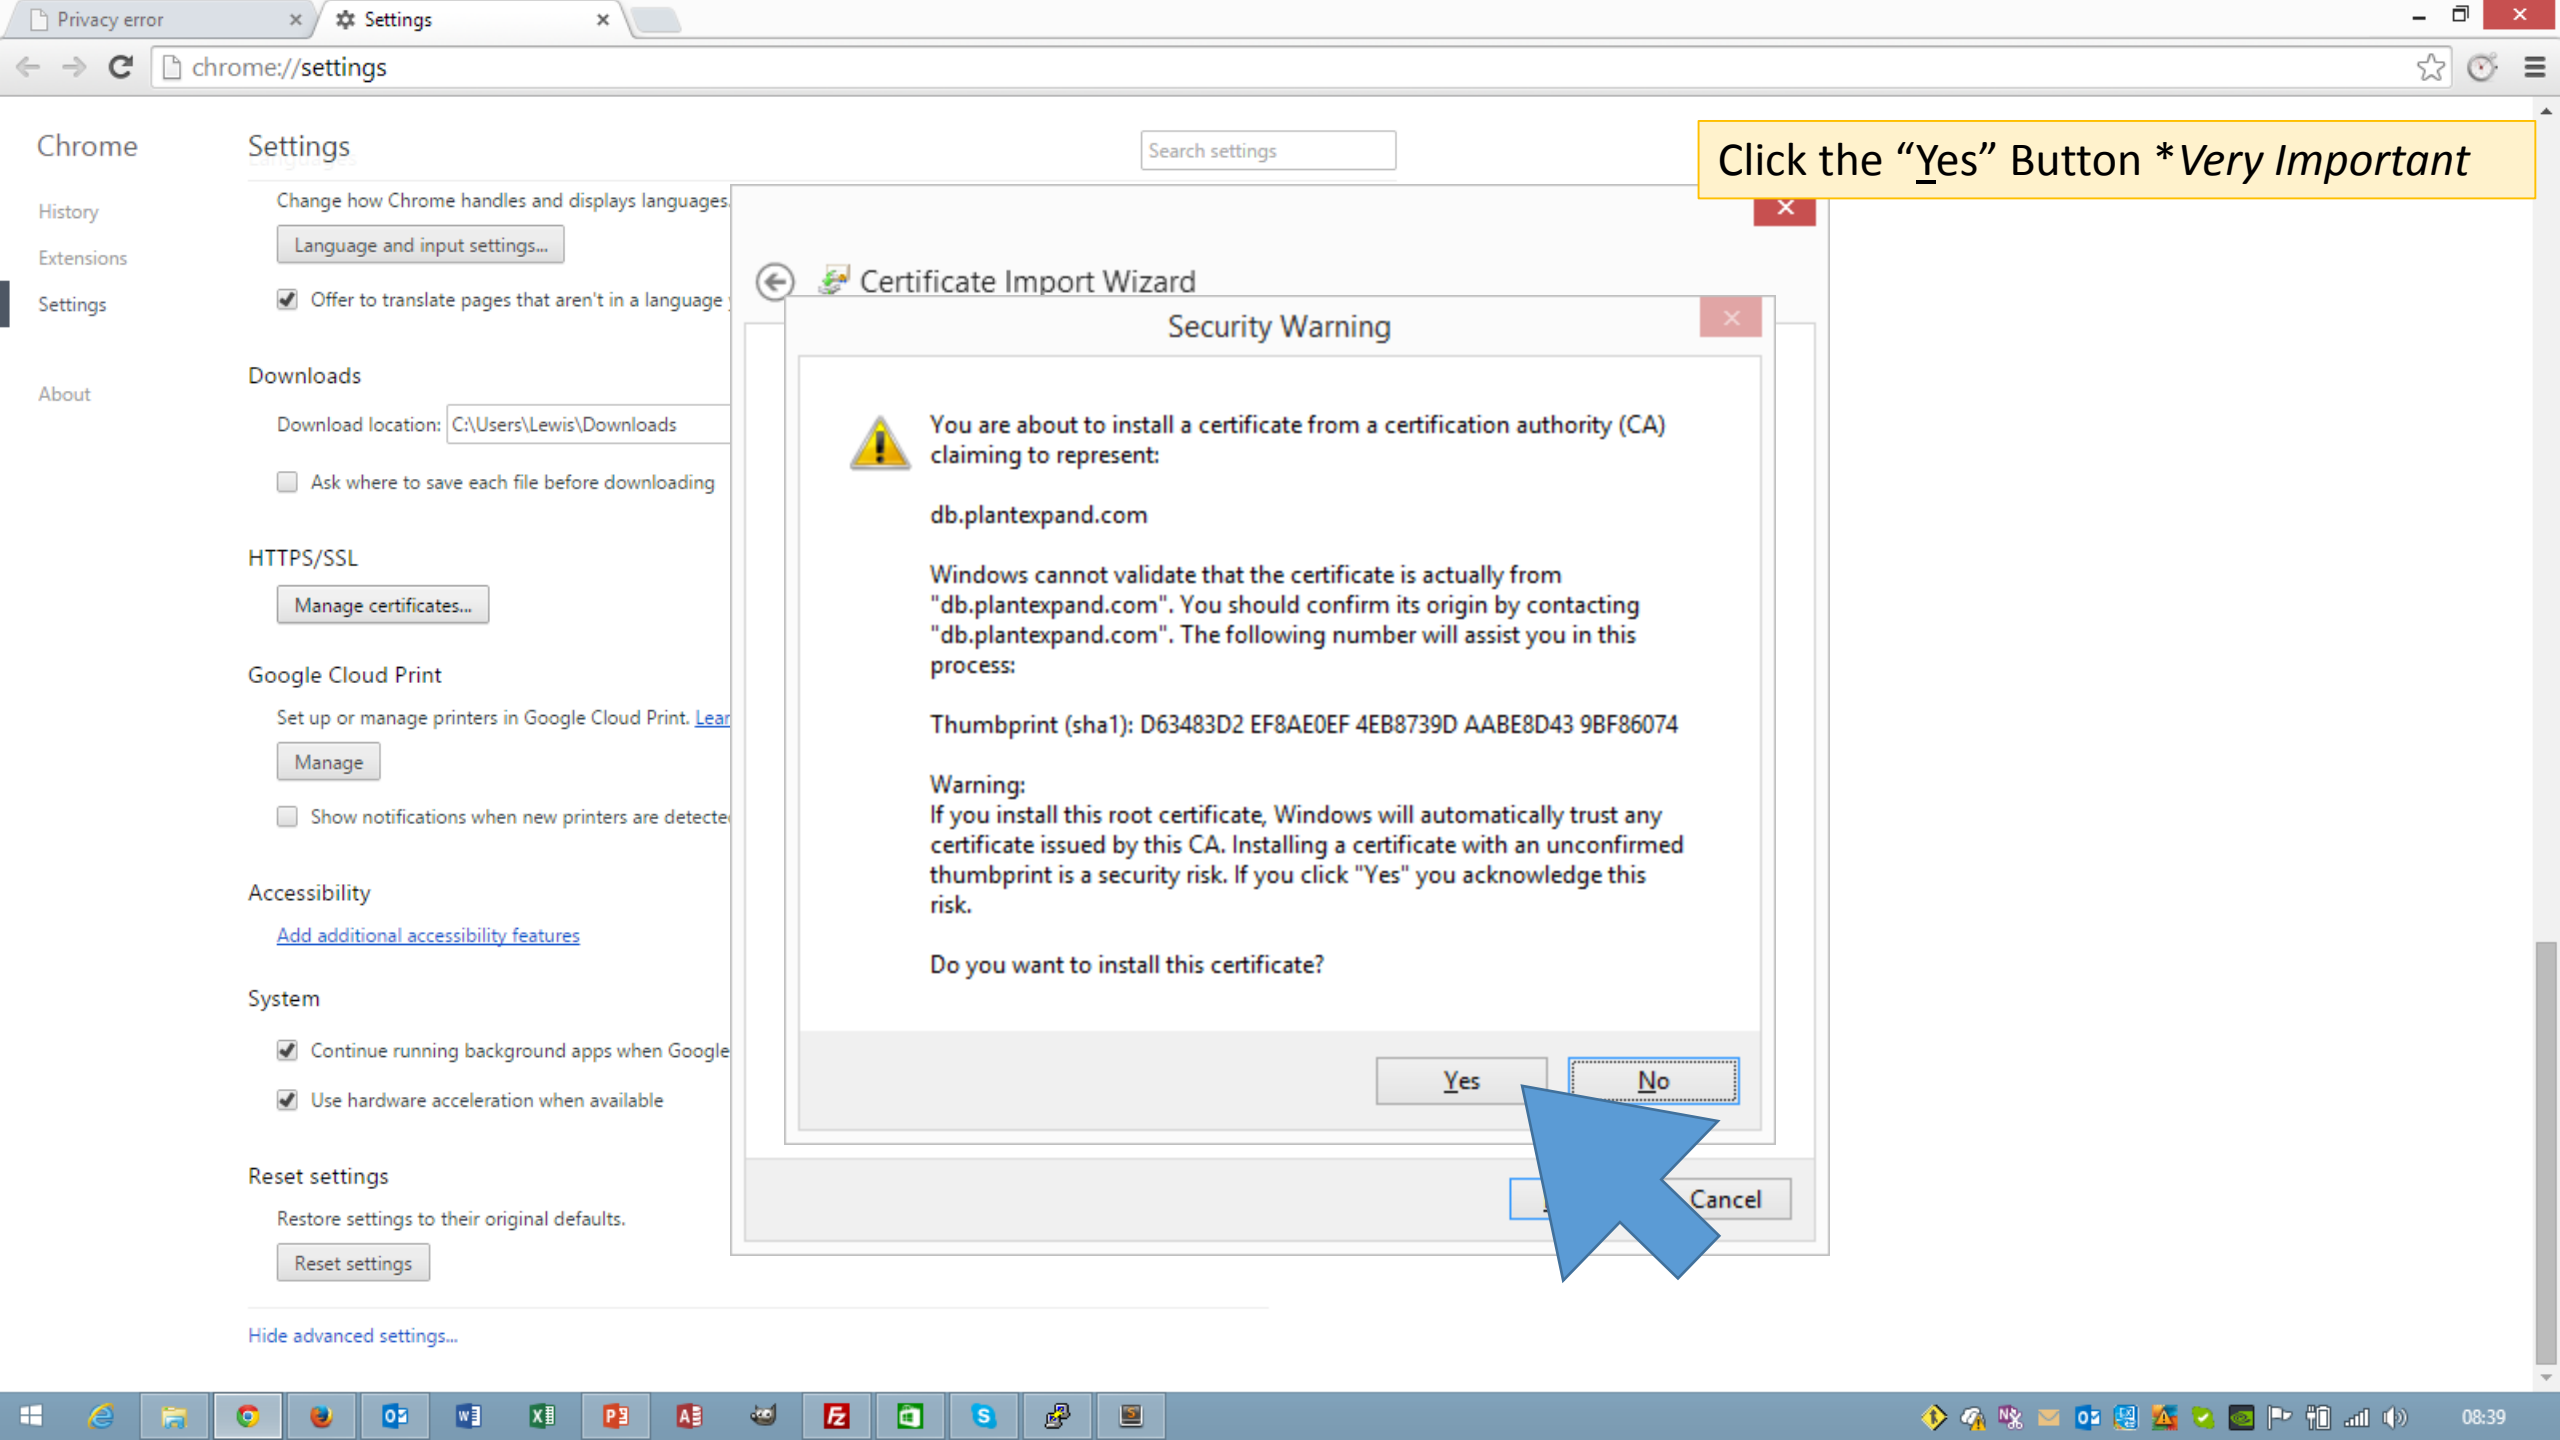 Privacy error
Settings
chrome://settings
Click the “Yes” Button *Very Important
Chrome
History
Extensions
Settings
About
Settings
Search settings
Change how Chrome handles and displays languages.
Language and input settings...
Offer to translate pages that aren't in a language
Downloads
Download location: C:\Users\Lewis\Downloads
Ask where to save each file before downloading
HTTPS/SSL
Manage certificates...
Google Cloud Print
Set up or manage printers in Google Cloud Print. Lear
Manage
Show notifications when new printers are detecte
Accessibility
Add additional accessibility features
System
Continue running background apps when Google
Use hardware acceleration when available
Reset settings
Restore settings to their original defaults.
Reset settings
Hide advanced settings...
Certificate Import Wizard
Security Warning
You are about to install a certificate from a certification authority (CA)
claiming to represent:
db.plantexpand.com
Windows cannot validate that the certificate is actually from
"db.plantexpand.com". You should confirm its origin by contacting
"db.plantexpand.com". The following number will assist you in this
process:
Thumbprint (sha1): D63483D2 EF8AE0EF 4EB8739D AABE8D43 9BF86074
Warning:
If you install this root certificate, Windows will automatically trust any
certificate issued by this CA. Installing a certificate with an unconfirmed
thumbprint is a security risk. If you click "Yes" you acknowledge this
risk.
Do you want to install this certificate?
Yes
No
Cancel
08:39